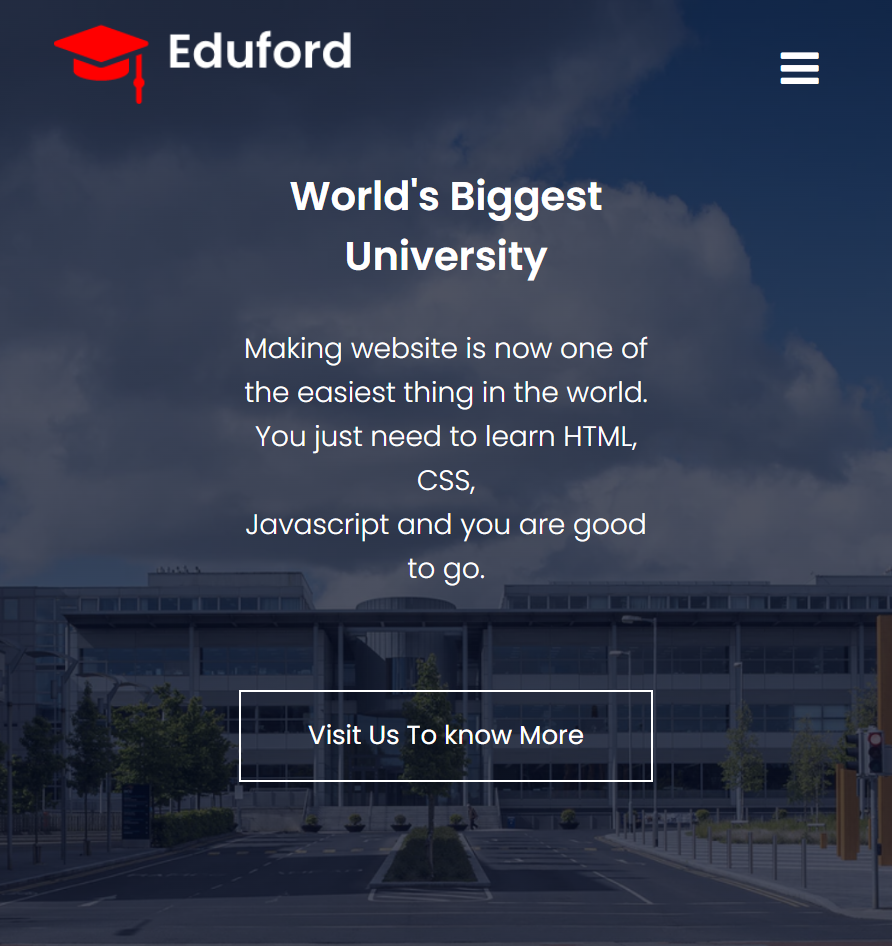 Eduford
World's Biggest
University
Making website is now one of
the easiest thing in the world.
You just need to learn HTML,
CSS,
Javascript and you are good
to go.
Visit Us To know More